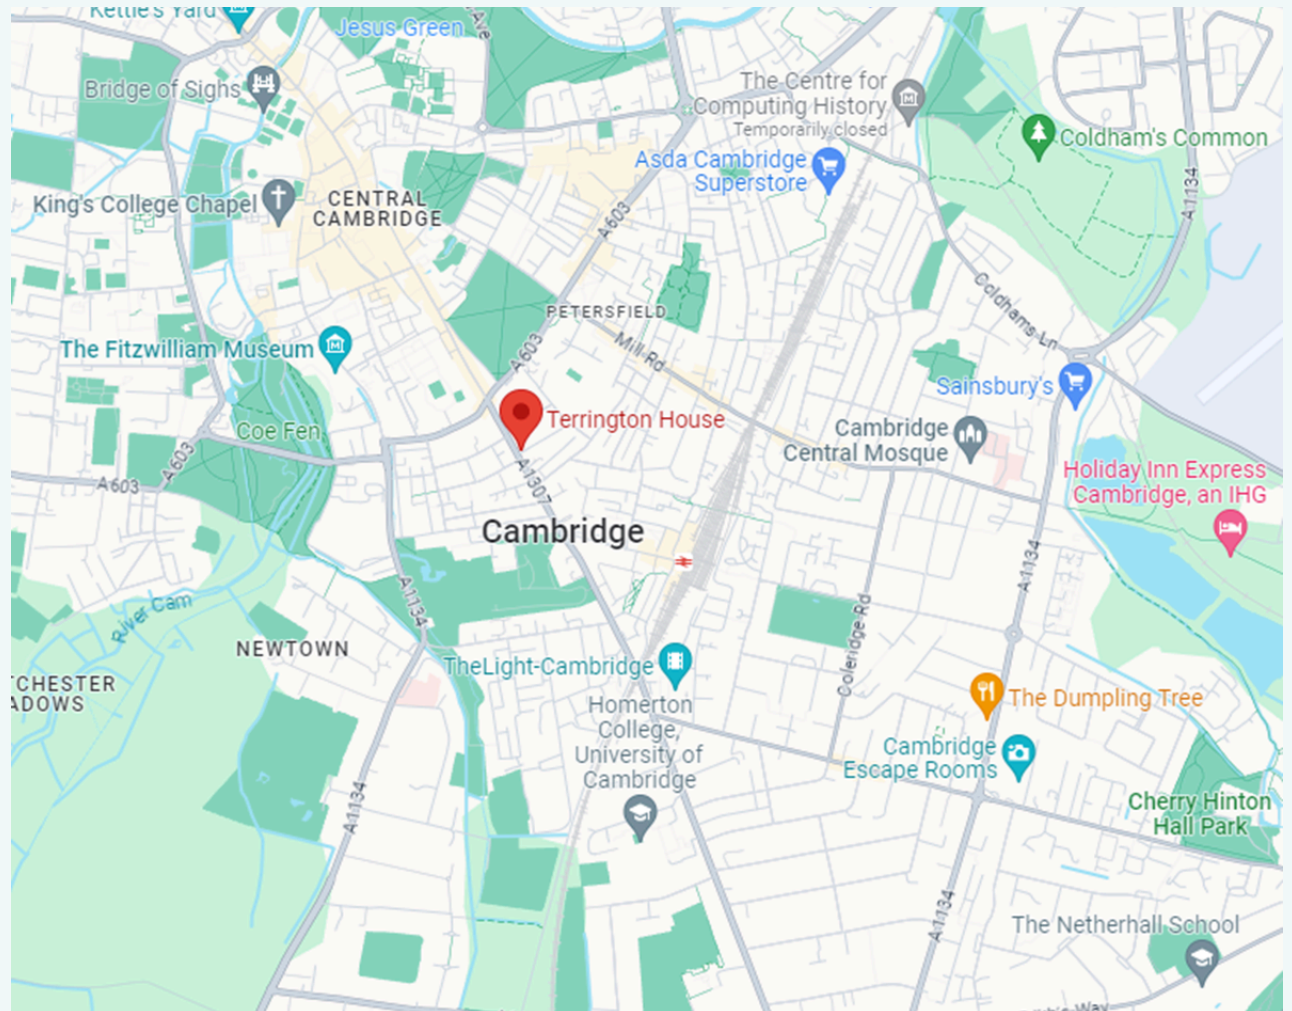 Kettle's Yard
Jesus Green
Bridge of Sighs
The Centre for
Computing History
Temporarily closed
Coldham's Common
Asda Cambridge
Superstore
King's College Chapel
CENTRAL
CAMBRIDGE
A1134
A603
PETERSFIELD
Coldhams Ln
Mill Rd
A603
The Fitzwilliam Museum
Sainsbury's
Terrington House
Coe Fen
Cambridge
Central Mosque
A603
A603
A1307
Holiday Inn Express
Cambridge, an IHG
Cambridge
A1134
A1134
River Cam
Coleridge Rd
NEWTOWN
TheLight-Cambridge
TCHESTER
ADOWS
The Dumpling Tree
Homerton
College,
University of
Cambridge
Cambridge
Escape Rooms
A1134
Cherry Hinton
Hall Park
A1134
The Netherhall School
Way